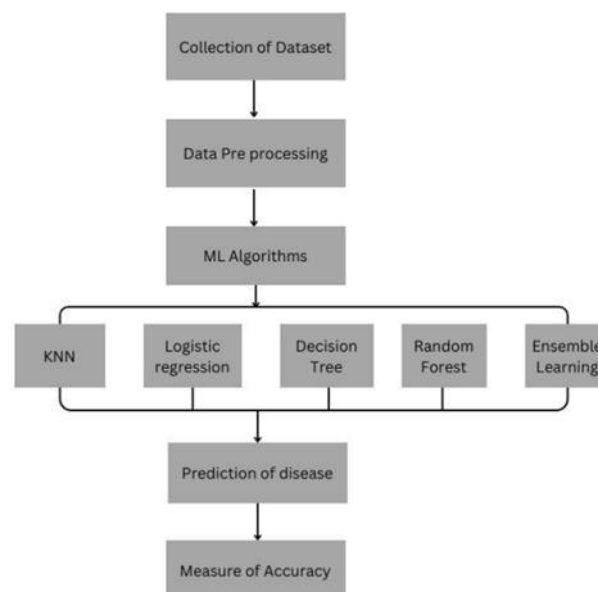 Collection of Dataset
Data Pre processing
ML Algorithms
KNN
Logistic
regression
Decision
Tree
Random
Forest
Ensemble
Learning
Prediction of disease
Measure of Accuracy